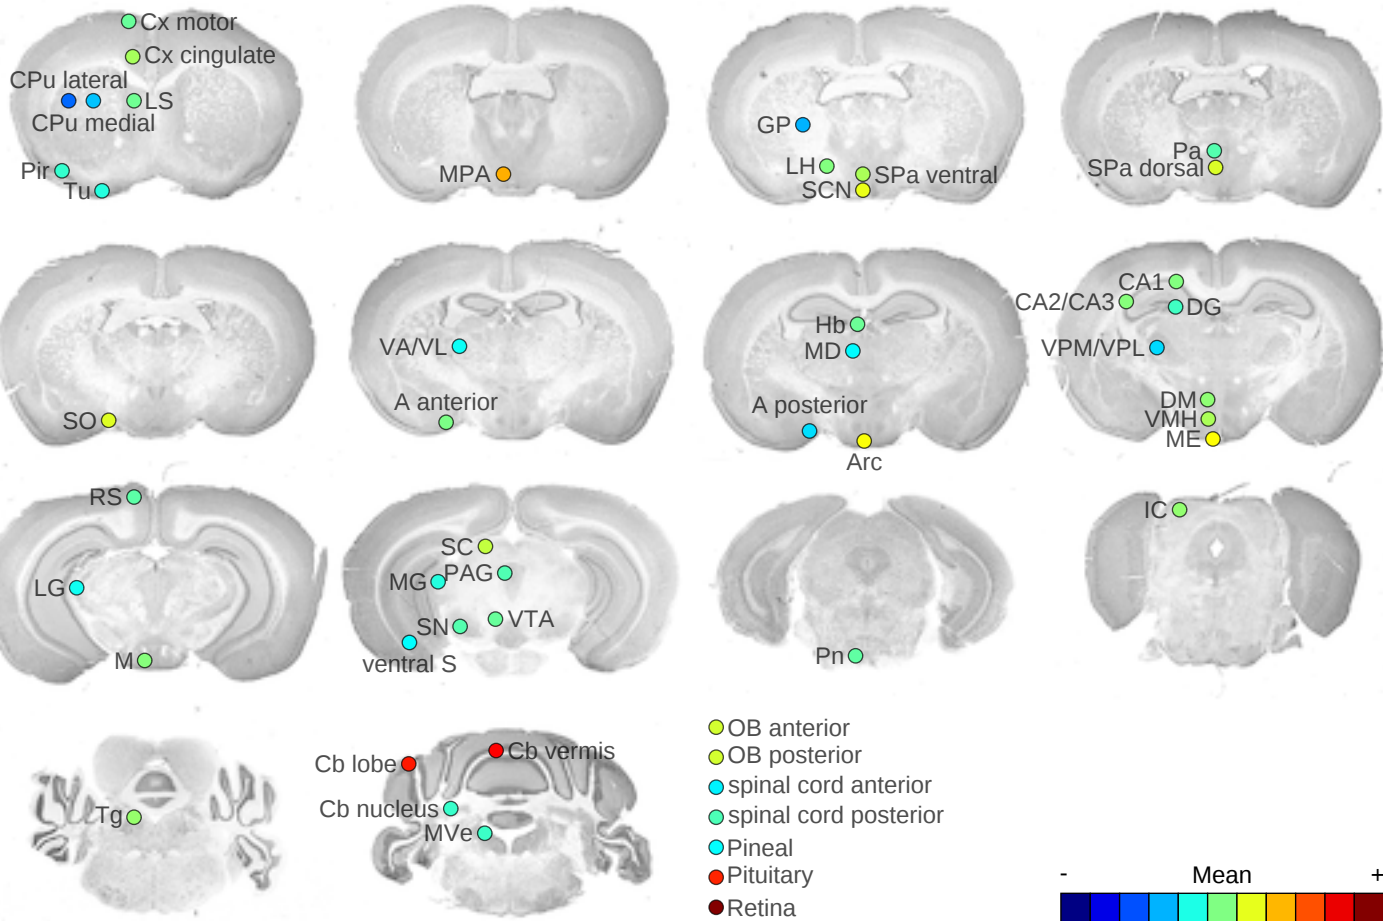 Cx motor
Cx cingulate
CPu lateral
LS
CPu medial
Pir
Tu
MPA
GP
LH
SPa ventral
SCN
Pa
SPa dorsal
SO
VA/VL
A anterior
Hb
MD
A posterior
Arc
CA1
CA2/CA3
DG
VPM/VPL
DM
VMH
ME
RS
LG
M
SC
PAG
MG
SN
VTA
ventral S
Pn
IC
Tg
Cb lobe
Cb vermis
Cb nucleus
MVe
OB anterior
OB posterior
spinal cord anterior
spinal cord posterior
Pineal
Pituitary
Retina
- Mean +